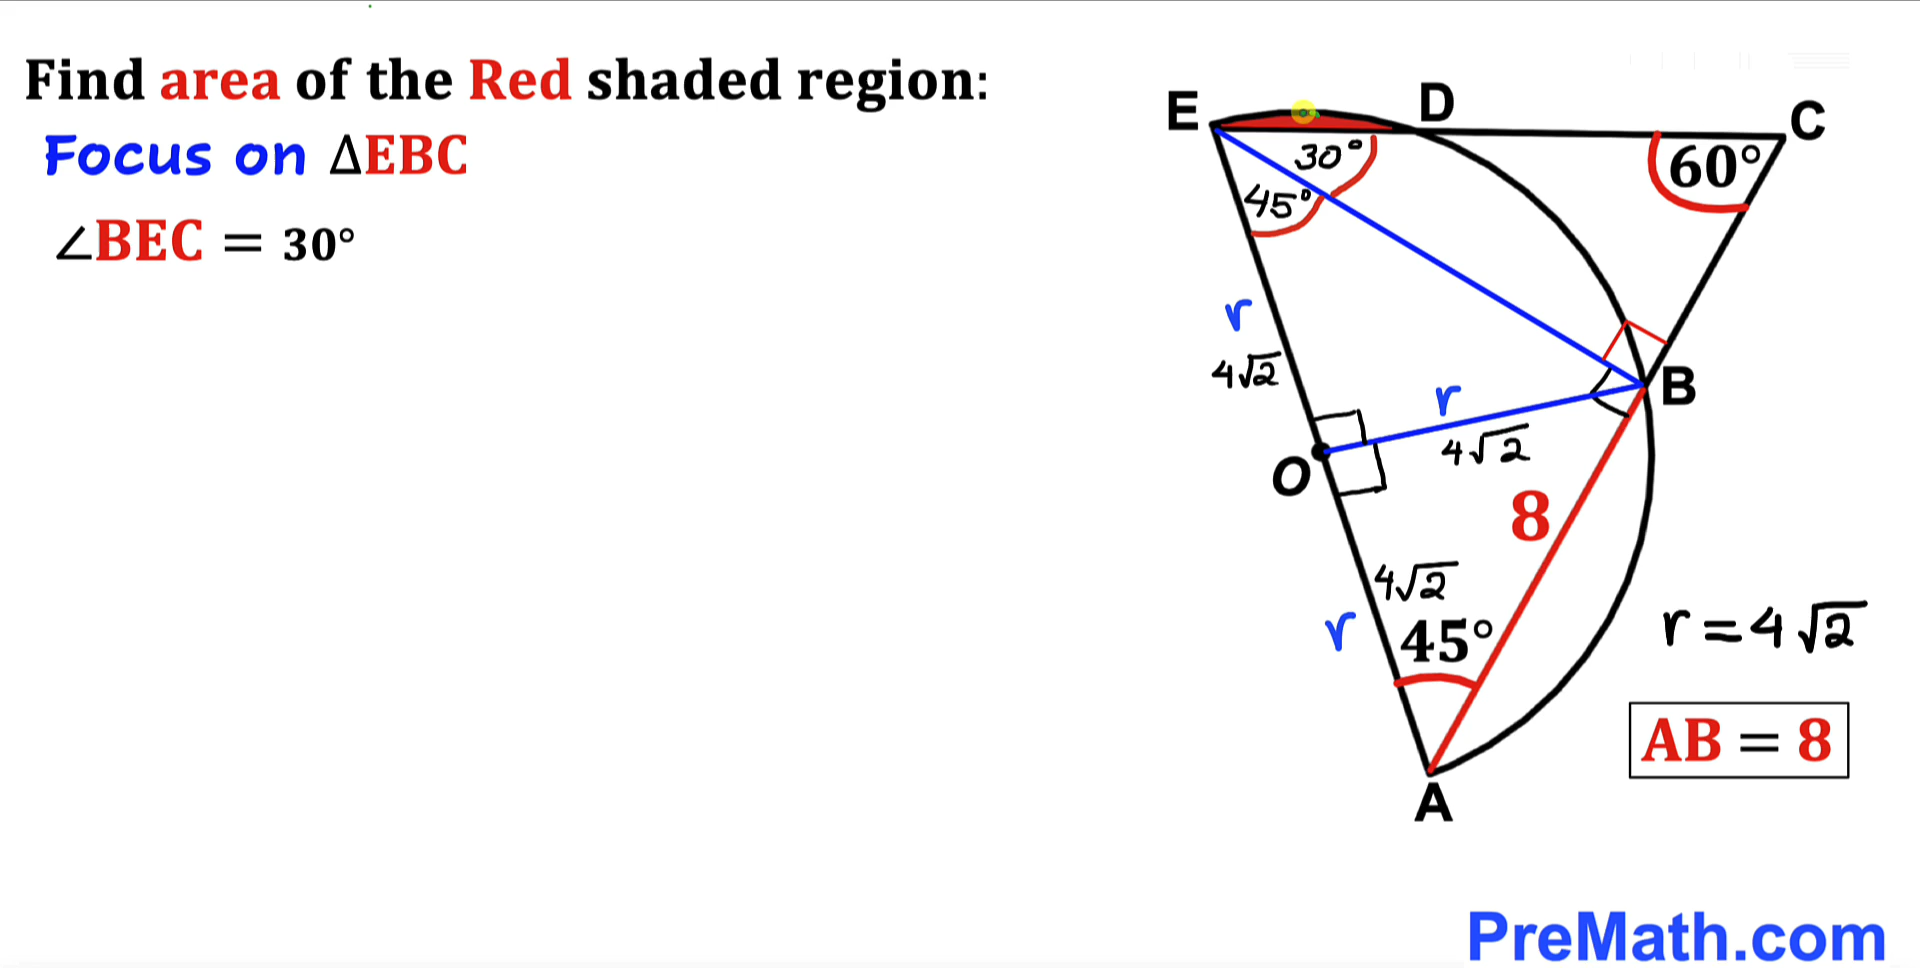 Find area of the Red shaded region:
Focus on ΔEBC
∠BEC = 30°
E
D
C
30°
60°
45°
r
4√2
r
B
4√2
O
8
4√2
r
45°
r = 4√2
AB = 8
A
PreMath.com